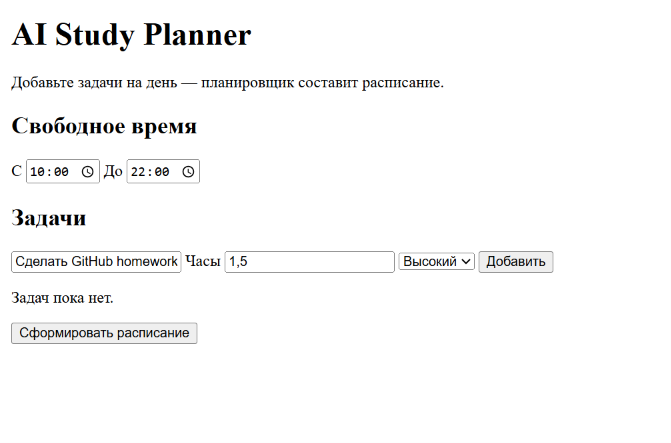 AI Study Planner
Добавьте задачи на день — планировщик составит расписание.
Свободное время
С 10:00 До 22:00
Задачи
Сделать GitHub homework Часы 1,5 Высокий Добавить
Задач пока нет.
Сформировать расписание